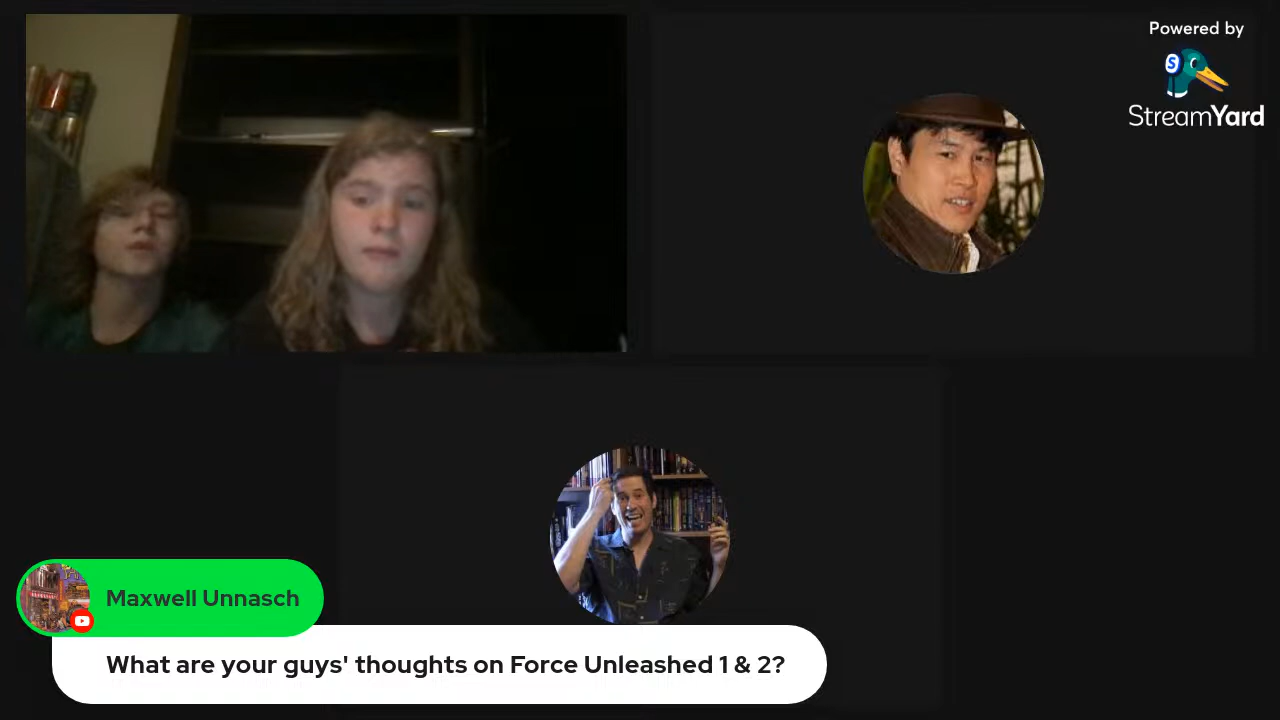 Powered by
StreamYard
Maxwell Unnasch
What are your guys' thoughts on Force Unleashed 1 & 2?